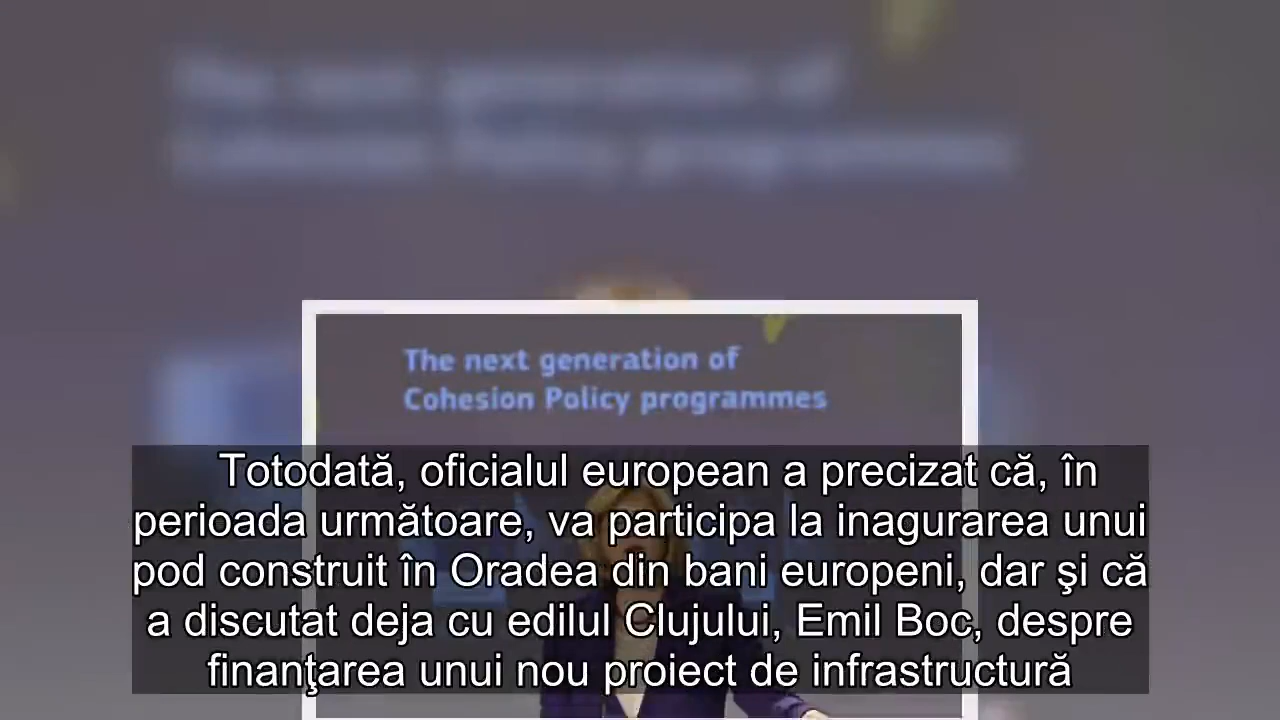 The next generation of
Cohesion Policy programmes
The next generation of
Cohesion Policy programmes
Totodată, oficialul european a precizat că, în
perioada următoare, va participa la inagurarea unui
pod construit în Oradea din bani europeni, dar şi că
a discutat deja cu edilul Clujului, Emil Boc, despre
finanţarea unui nou proiect de infrastructură